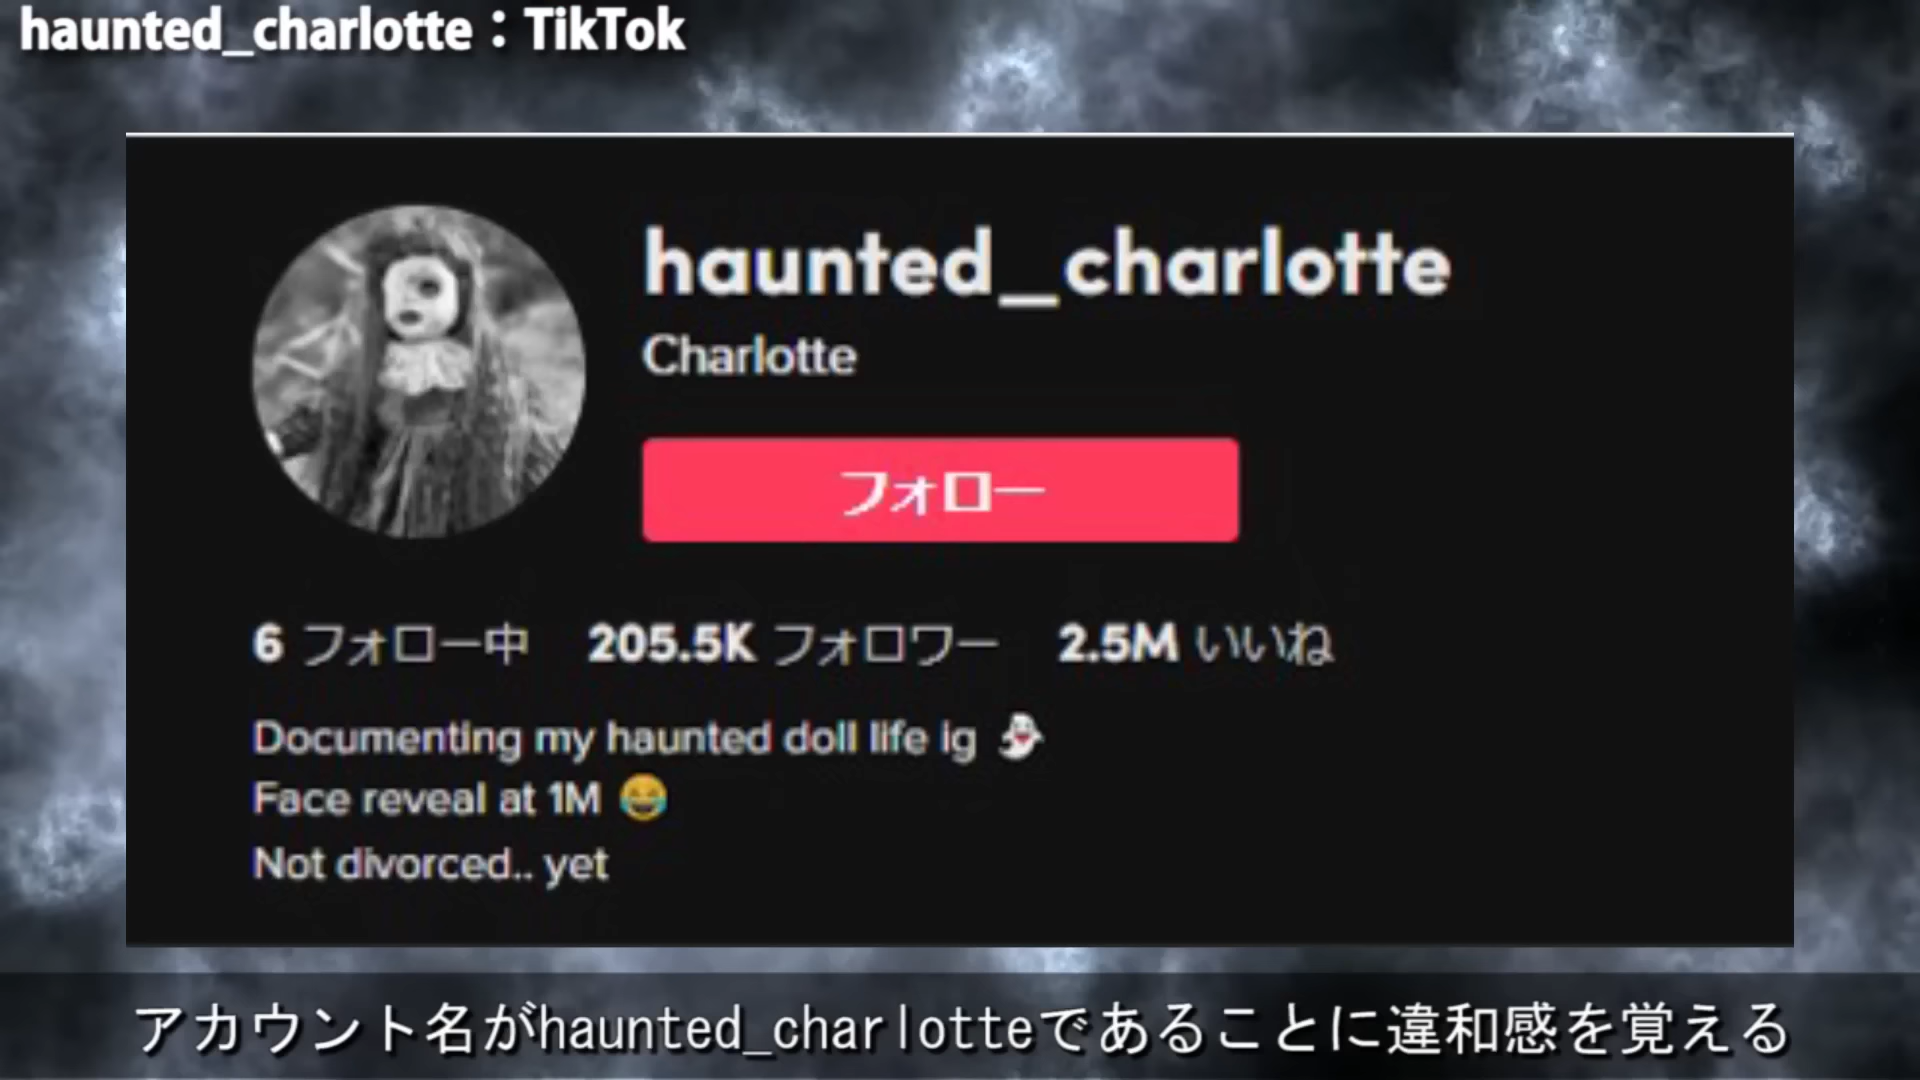 haunted_charlotte：TikTok
haunted_charlotte
Charlotte
フォロー
6 フォロー中 205.5K フォロワー 2.5M いいね
Documenting my haunted doll life ig 👻
Face reveal at 1M 😂
Not divorced.. yet
アカウント名がhaunted_charlotteであることに違和感を覚える